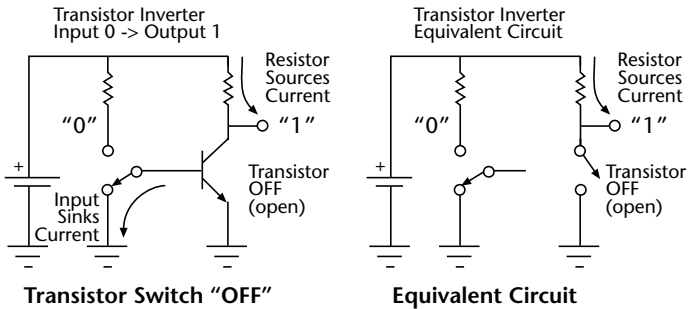 Transistor Inverter
Input 0 -> Output 1
Resistor
Sources
Current
“0”
“1”
+
Input
Sinks
Current
Transistor
OFF
(open)
Transistor Switch “OFF”
Transistor Inverter
Equivalent Circuit
Resistor
Sources
Current
“0”
“1”
+
Transistor
OFF
(open)
Equivalent Circuit